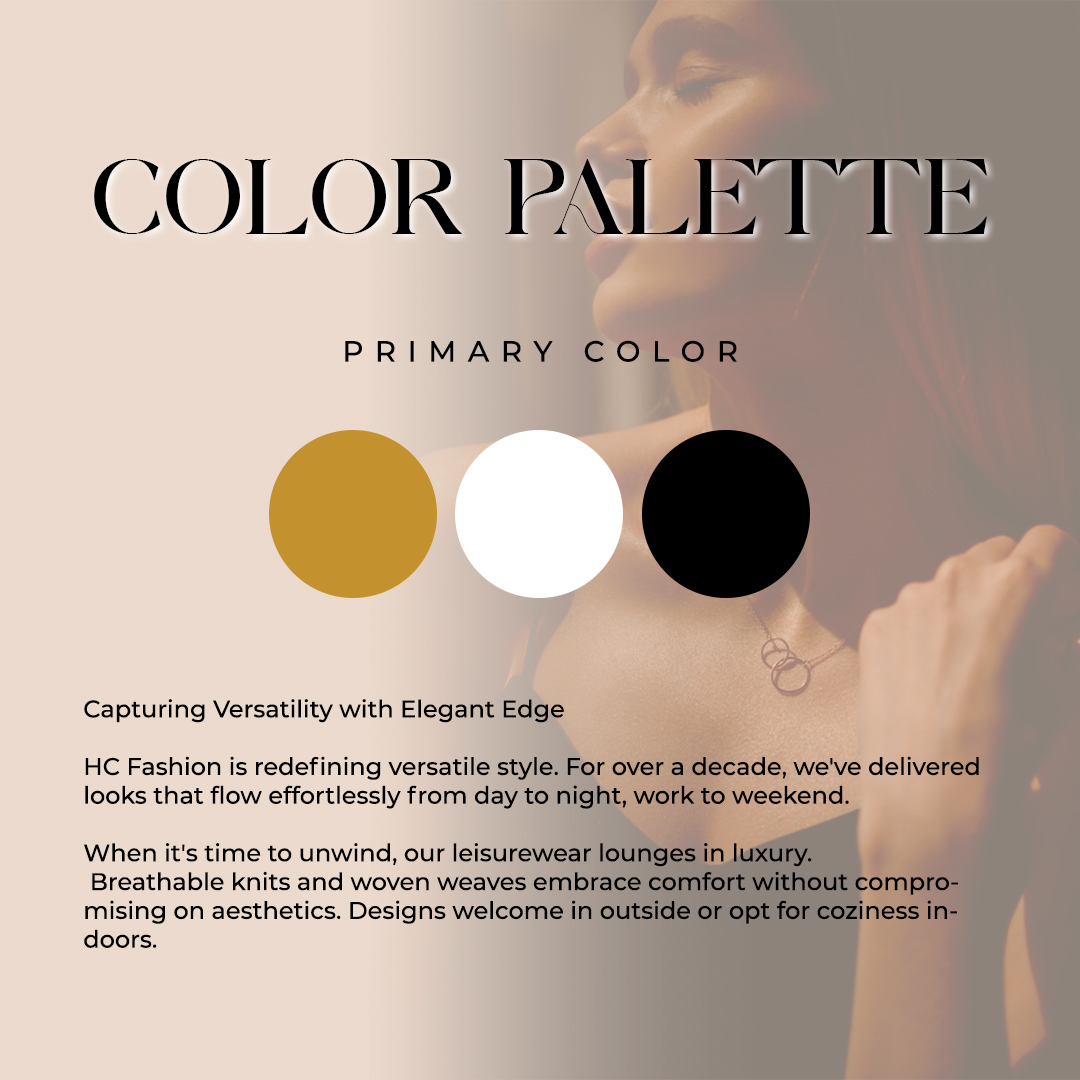 COLOR PALETTE
PRIMARY COLOR
Capturing Versatility with Elegant Edge
HC Fashion is redefining versatile style. For over a decade, we've delivered
looks that flow effortlessly from day to night, work to weekend.
When it's time to unwind, our leisurewear lounges in luxury.
Breathable knits and woven weaves embrace comfort without compro-
mising on aesthetics. Designs welcome in outside or opt for coziness in-
doors.